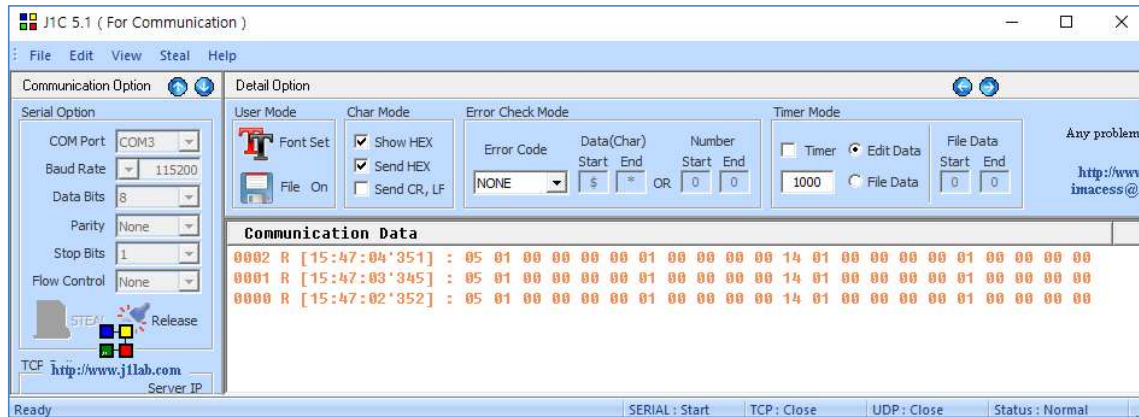 J1C 5.1 ( For Communication )
File Edit View Steal Help
Communication Option
Detail Option
Serial Option
COM Port COM3
Baud Rate 115200
Data Bits 8
Parity None
Stop Bits 1
Flow Control None
STEAL Release
TCP
http://www.j1lab.com
Server IP
User Mode
Font Set
File On
Char Mode
Show HEX
Send HEX
Send CR, LF
Error Check Mode
Error Code Data(Char) Number
Start End Start End
NONE $ * OR 0 0
Timer Mode
Timer Edit Data
1000 File Data
File Data
Start End
0 0
Any problem
http://www
imacess@
Communication Data
0002 R [15:47:04'351] : 05 01 00 00 00 00 01 00 00 00 00 14 01 00 00 00 00 01 00 00 00 00
0001 R [15:47:03'345] : 05 01 00 00 00 00 01 00 00 00 00 14 01 00 00 00 00 01 00 00 00 00
0000 R [15:47:02'352] : 05 01 00 00 00 00 01 00 00 00 00 14 01 00 00 00 00 01 00 00 00 00
Ready SERIAL : Start TCP : Close UDP : Close Status : Normal